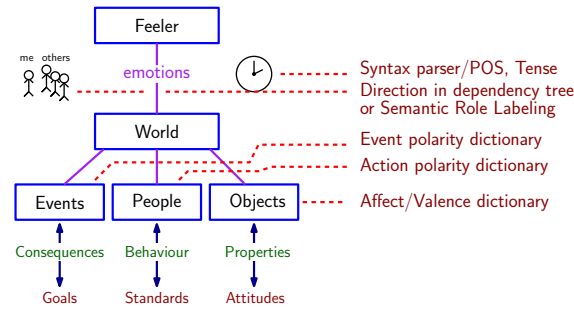 Feeler
me others
emotions
Syntax parser/POS, Tense
Direction in dependency tree
or Semantic Role Labeling
World
Event polarity dictionary
Action polarity dictionary
Events People Objects
Affect/Valence dictionary
Consequences Behaviour Properties
Goals Standards Attitudes